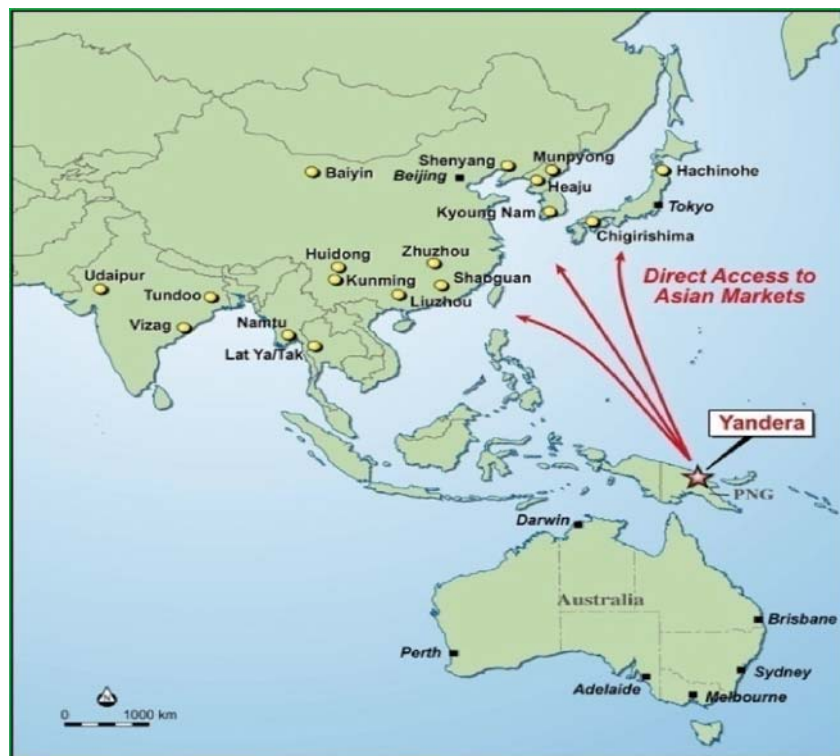 Shenyang
Munpyong
Baiyin
Beijing
Heaju
Hachinohe
Kyoung Nam
Tokyo
Chigirishima
Huidong
Zhuzhou
Udaipur
Kunming
Shaoguan
Direct Access to
Asian Markets
Tundoo
Liuzhou
Vizag
Namtu
Lat Ya/Tak
Yandera
PNG
Darwin
Australia
Brisbane
Perth
Sydney
Adelaide
Melbourne
N
0
1000 km